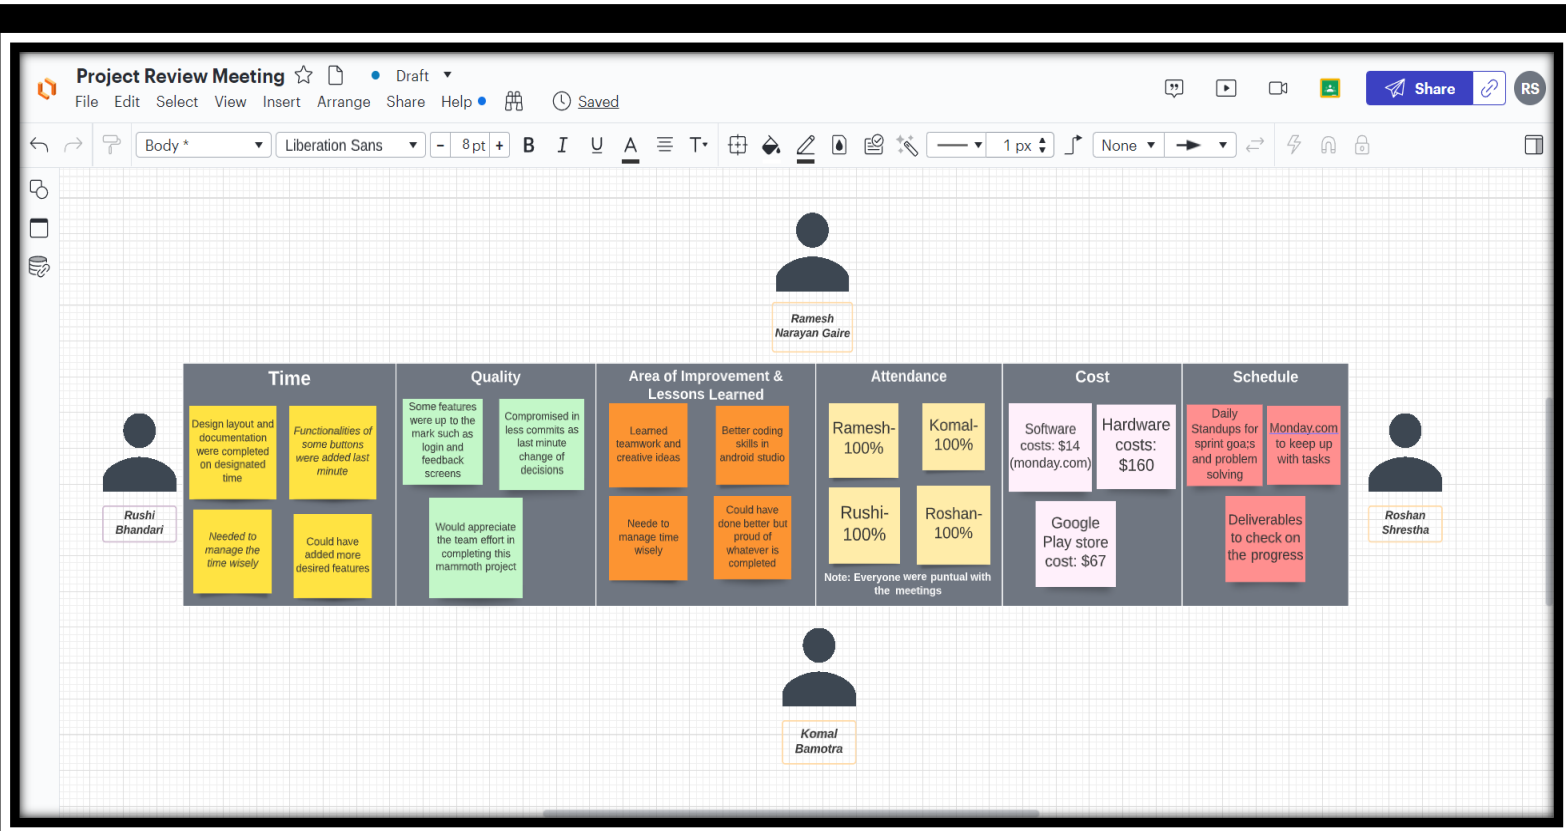 Project Review Meeting
Draft
File Edit Select View Insert Arrange Share Help
Saved
Share
RS
Body *
Liberation Sans
- 8 pt +
B I U A T
1 px
None
Ramesh
Narayan Gaire
Rushi
Bhandari
Time
Design layout and
documentation
were completed
on designated
time
Functionalities of
some buttons
were added last
minute
Needed to
manage the
time wisely
Could have
added more
desired features
Quality
Some features
were up to the
mark such as
login and
feedback
screens
Compromised in
less commits as
last minute
change of
decisions
Would appreciate
the team effort in
completing this
mammoth project
Area of Improvement &
Lessons Learned
Learned
teamwork and
creative ideas
Better coding
skills in
android studio
Neede to
manage time
wisely
Could have
done better but
proud of
whatever is
completed
Attendance
Ramesh-
100%
Komal-
100%
Rushi-
100%
Roshan-
100%
Note: Everyone were puntual with
the meetings
Cost
Software
costs: $14
(monday.com)
Hardware
costs:
$160
Google
Play store
cost: $67
Schedule
Daily
Standups for
sprint goa;s
and problem
solving
Monday.com
to keep up
with tasks
Deliverables
to check on
the progress
Roshan
Shrestha
Komal
Bamotra